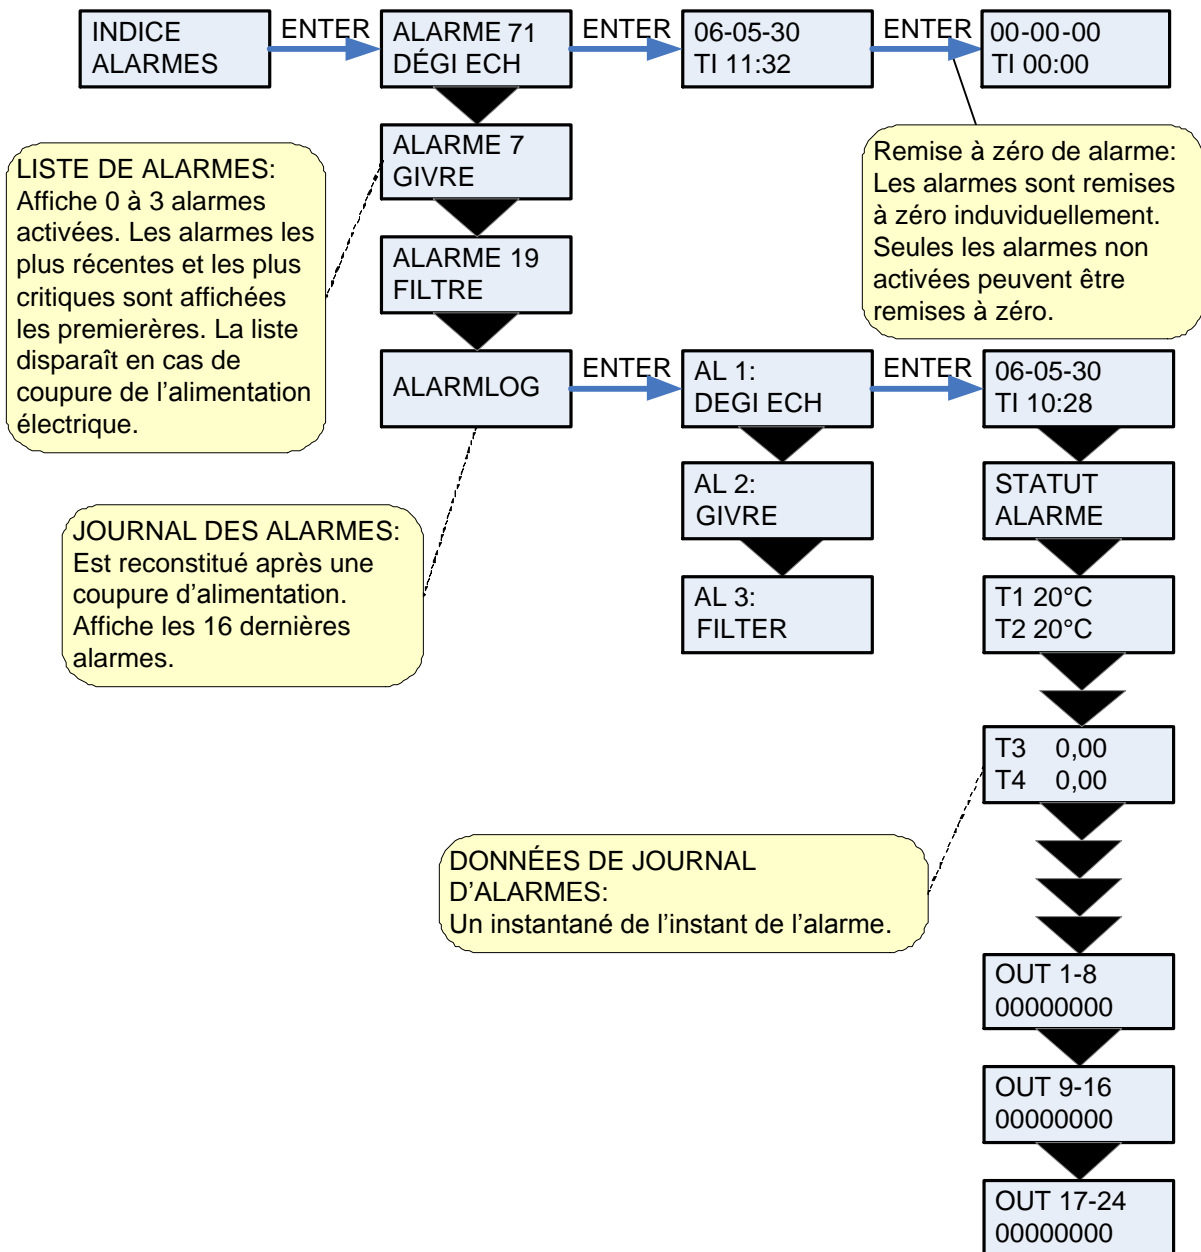 INDICE
ALARMES
ENTER
ALARME 71
DÉGI ECH
ENTER
06-05-30
TI 11:32
ENTER
00-00-00
TI 00:00
ALARME 7
GIVRE
LISTE DE ALARMES:
Affiche 0 à 3 alarmes
activées. Les alarmes les
plus récentes et les plus
critiques sont affichées
les premierères. La liste
disparaît en cas de
coupure de l’alimentation
électrique.
Remise à zéro de alarme:
Les alarmes sont remises
à zéro induviduellement.
Seules les alarmes non
activées peuvent être
remises à zéro.
ALARME 19
FILTRE
ALARMLOG
ENTER
AL 1:
DEGI ECH
ENTER
06-05-30
TI 10:28
AL 2:
GIVRE
STATUT
ALARME
JOURNAL DES ALARMES:
Est reconstitué après une
coupure d’alimentation.
Affiche les 16 dernières
alarmes.
AL 3:
FILTER
T1 20°C
T2 20°C
T3 0,00
T4 0,00
DONNÉES DE JOURNAL
D’ALARMES:
Un instantané de l’instant de l’alarme.
OUT 1-8
00000000
OUT 9-16
00000000
OUT 17-24
00000000